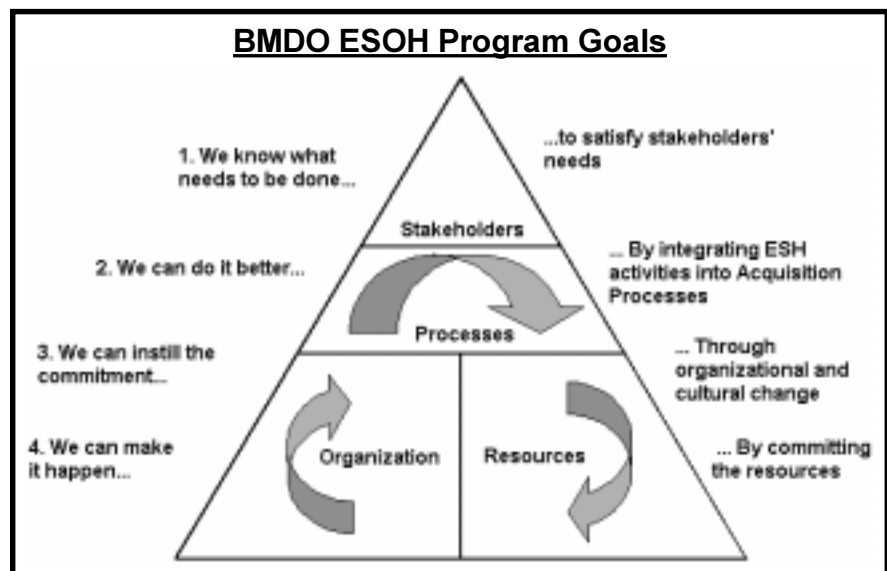 BMDO ESOH Program Goals
1. We know what
needs to be done...
...to satisfy stakeholders'
needs
Stakeholders
2. We can do it better...
... By integrating ESH
activities into Acquisition
Processes
Processes
3. We can instill the
commitment...
... Through
organizational and
cultural change
4. We can make
it happen...
Organization
Resources
... By committing
the resources